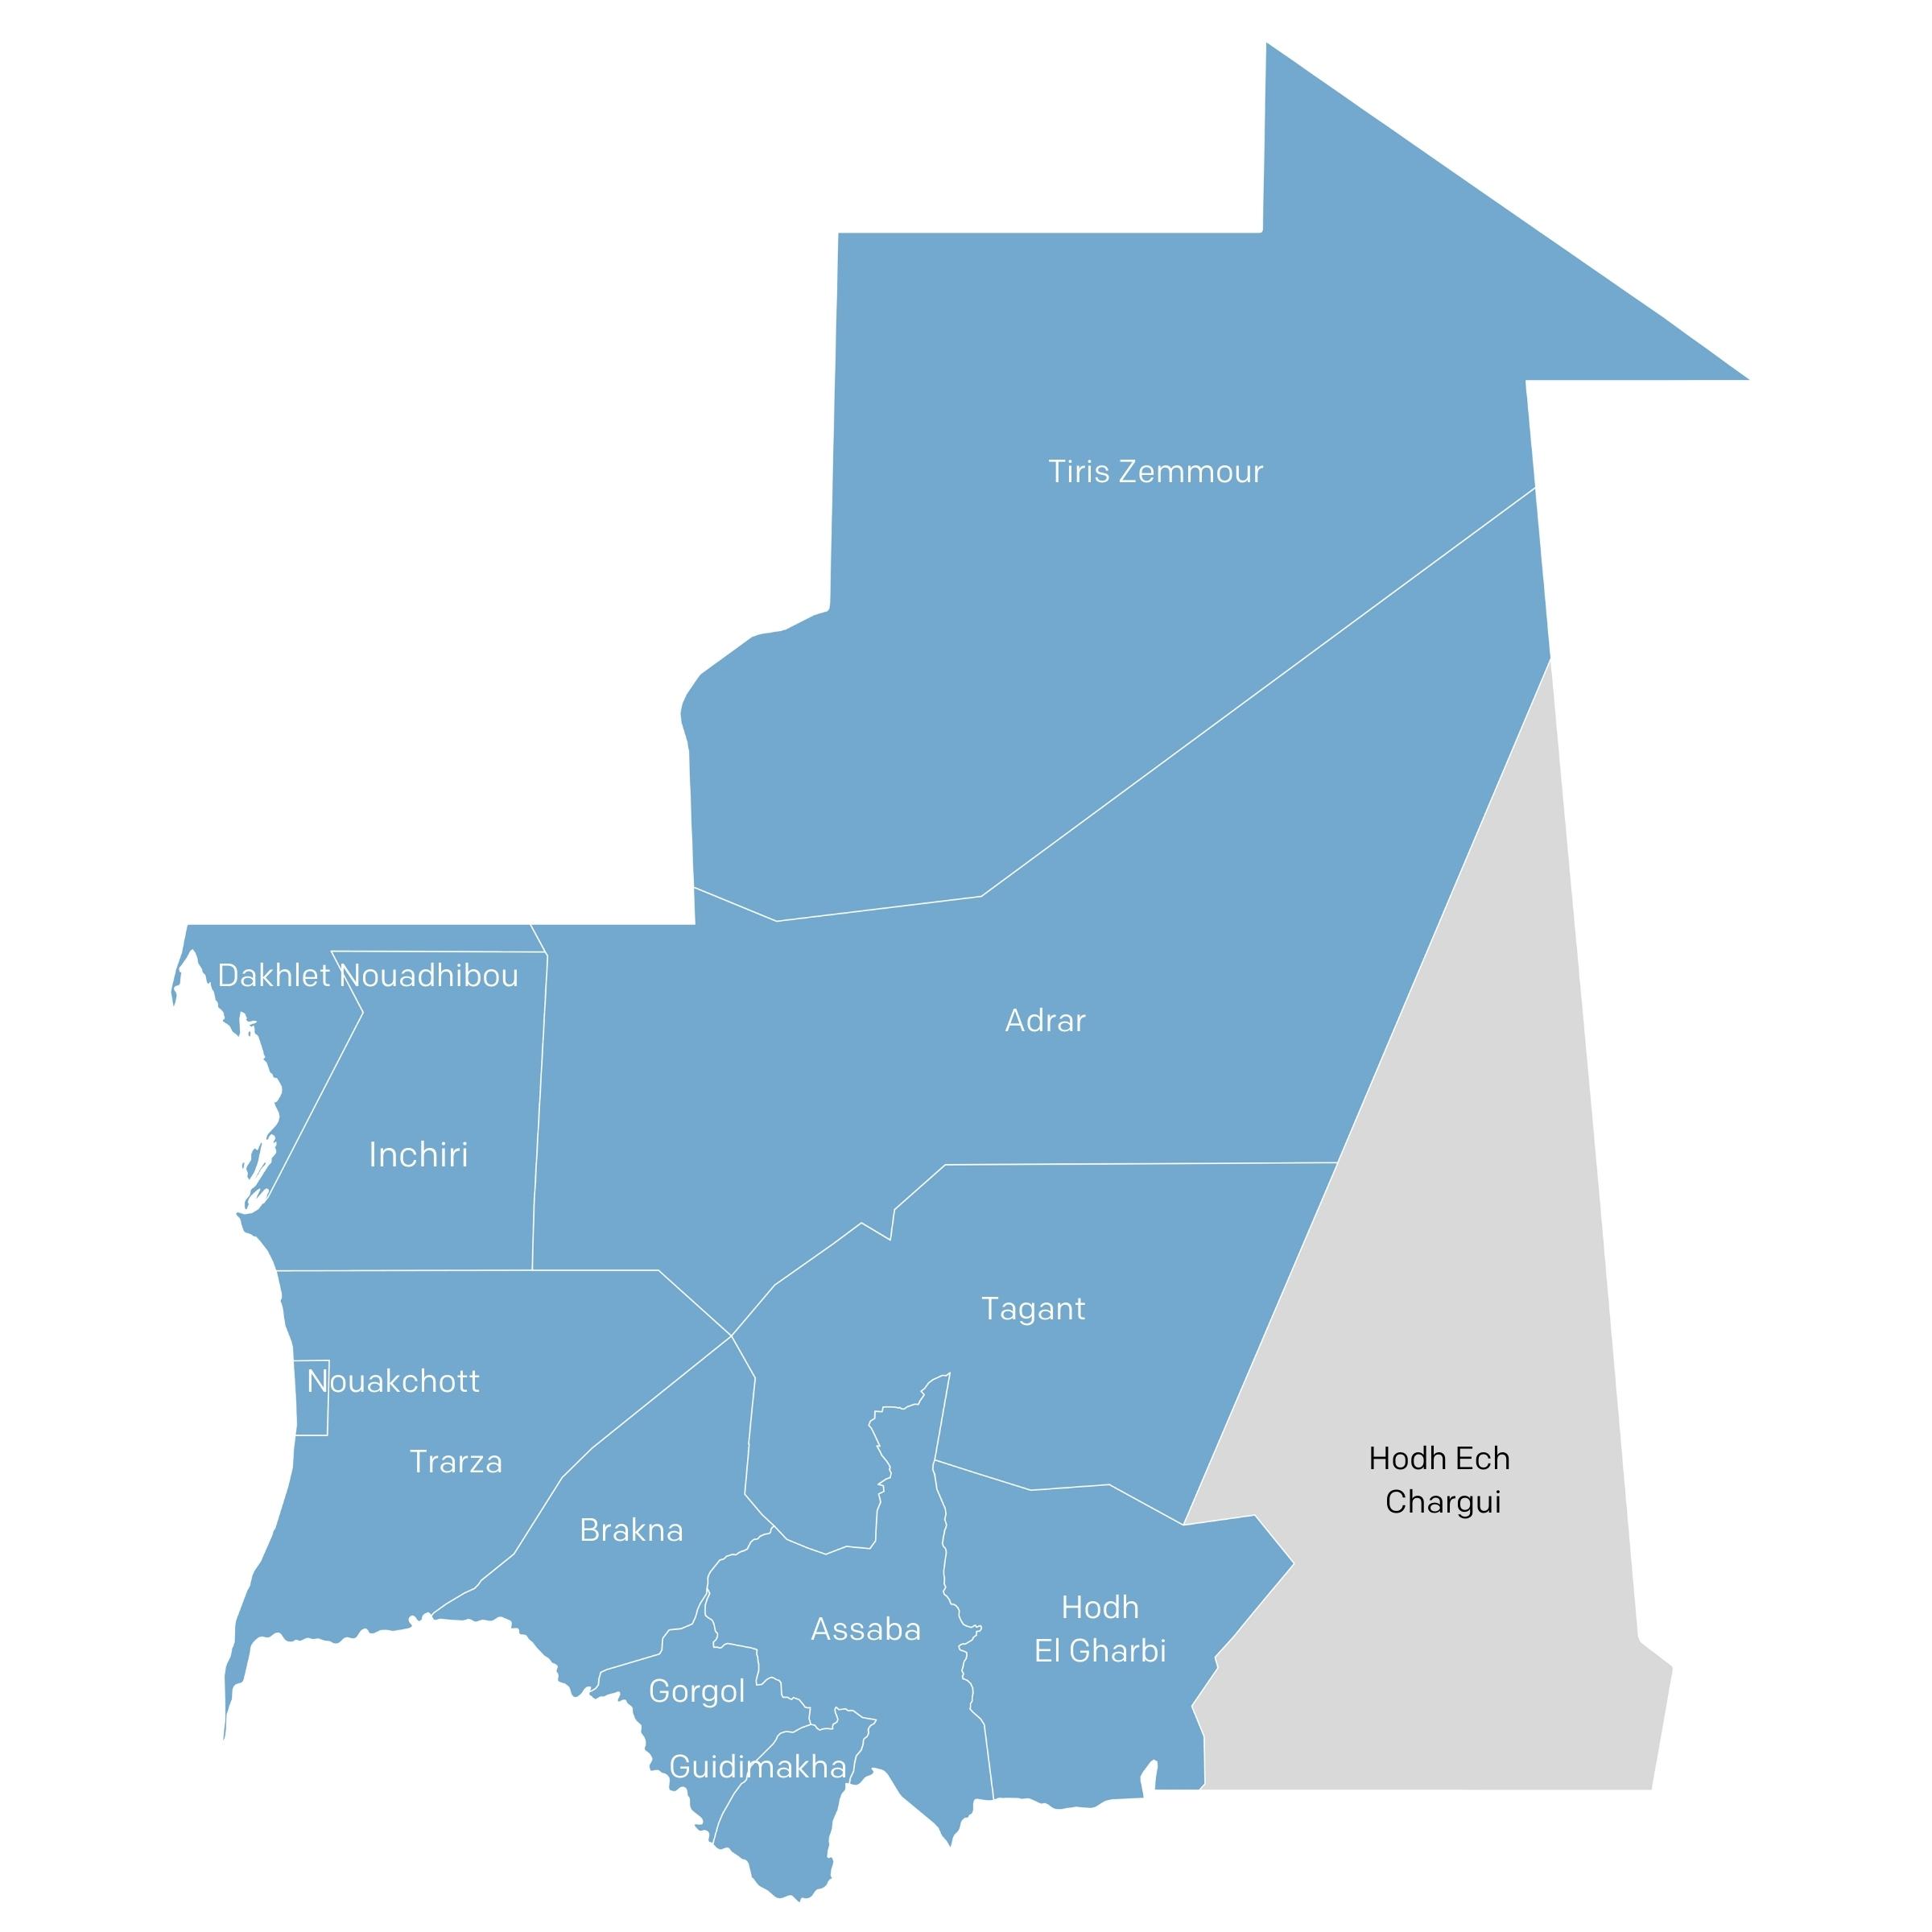 Tiris Zemmour
Dakhlet Nouadhibou
Adrar
Inchiri
Tagant
Nouakchott
Trarza
Hodh Ech
Chargui
Brakna
Hodh
El Gharbi
Assaba
Gorgol
Guidimakha